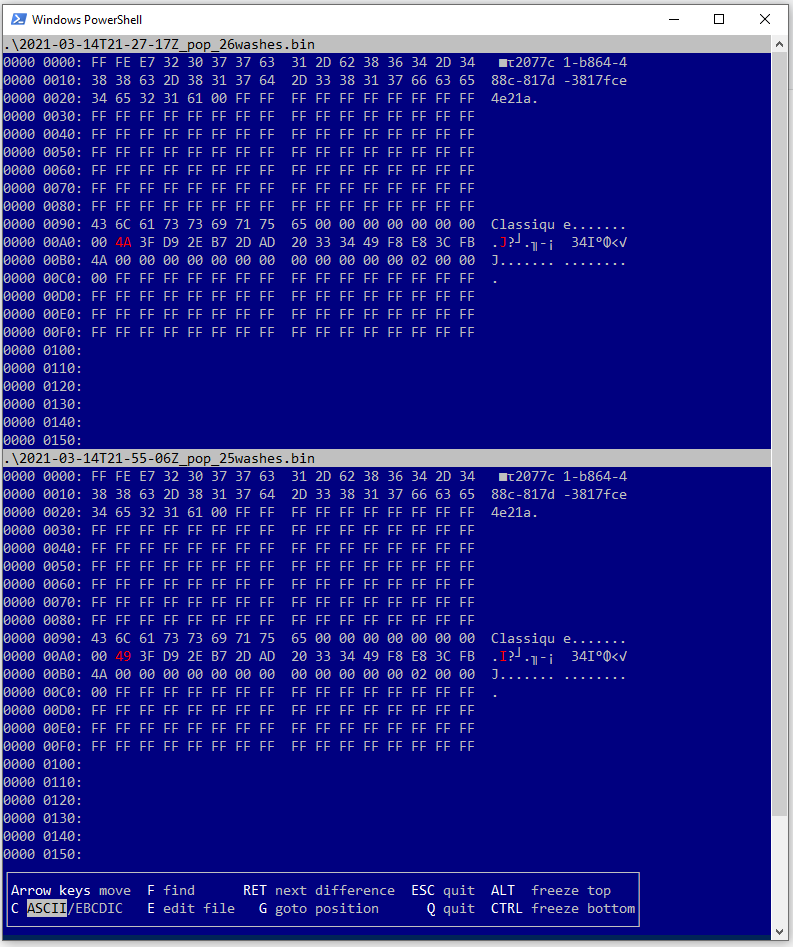 Windows PowerShell
.\2021-03-14T21-27-17Z_pop_26washes.bin
0000 0000: FF FE E7 32 30 37 37 63 31 2D 62 38 36 34 2D 34  ■τ2077c 1-b864-4
0000 0010: 38 38 63 2D 38 31 37 64 2D 33 38 31 37 66 63 65 88c-817d -3817fce
0000 0020: 34 65 32 31 61 00 FF FF FF FF FF FF FF FF FF FF 4e21a.
0000 0030: FF FF FF FF FF FF FF FF FF FF FF FF FF FF FF FF
0000 0040: FF FF FF FF FF FF FF FF FF FF FF FF FF FF FF FF
0000 0050: FF FF FF FF FF FF FF FF FF FF FF FF FF FF FF FF
0000 0060: FF FF FF FF FF FF FF FF FF FF FF FF FF FF FF FF
0000 0070: FF FF FF FF FF FF FF FF FF FF FF FF FF FF FF FF
0000 0080: FF FF FF FF FF FF FF FF FF FF FF FF FF FF FF FF
0000 0090: 43 6C 61 73 73 69 71 75 65 00 00 00 00 00 00 00 Classiqu e.......
0000 00A0: 00 4A 3F D9 2E B7 2D AD 20 33 34 49 F8 E8 3C FB .J?┘.╖-¡  34I°Φ<√
0000 00B0: 4A 00 00 00 00 00 00 00 00 00 00 00 00 02 00 00 J....... ........
0000 00C0: 00 FF FF FF FF FF FF FF FF FF FF FF FF FF FF FF .
0000 00D0: FF FF FF FF FF FF FF FF FF FF FF FF FF FF FF FF
0000 00E0: FF FF FF FF FF FF FF FF FF FF FF FF FF FF FF FF
0000 00F0: FF FF FF FF FF FF FF FF FF FF FF FF FF FF FF FF
0000 0100:
0000 0110:
0000 0120:
0000 0130:
0000 0140:
0000 0150:
.\2021-03-14T21-55-06Z_pop_25washes.bin
0000 0000: FF FE E7 32 30 37 37 63 31 2D 62 38 36 34 2D 34  ■τ2077c 1-b864-4
0000 0010: 38 38 63 2D 38 31 37 64 2D 33 38 31 37 66 63 65 88c-817d -3817fce
0000 0020: 34 65 32 31 61 00 FF FF FF FF FF FF FF FF FF FF 4e21a.
0000 0030: FF FF FF FF FF FF FF FF FF FF FF FF FF FF FF FF
0000 0040: FF FF FF FF FF FF FF FF FF FF FF FF FF FF FF FF
0000 0050: FF FF FF FF FF FF FF FF FF FF FF FF FF FF FF FF
0000 0060: FF FF FF FF FF FF FF FF FF FF FF FF FF FF FF FF
0000 0070: FF FF FF FF FF FF FF FF FF FF FF FF FF FF FF FF
0000 0080: FF FF FF FF FF FF FF FF FF FF FF FF FF FF FF FF
0000 0090: 43 6C 61 73 73 69 71 75 65 00 00 00 00 00 00 00 Classiqu e.......
0000 00A0: 00 49 3F D9 2E B7 2D AD 20 33 34 49 F8 E8 3C FB .I?┘.╖-¡  34I°Φ<√
0000 00B0: 4A 00 00 00 00 00 00 00 00 00 00 00 00 02 00 00 J....... ........
0000 00C0: 00 FF FF FF FF FF FF FF FF FF FF FF FF FF FF FF .
0000 00D0: FF FF FF FF FF FF FF FF FF FF FF FF FF FF FF FF
0000 00E0: FF FF FF FF FF FF FF FF FF FF FF FF FF FF FF FF
0000 00F0: FF FF FF FF FF FF FF FF FF FF FF FF FF FF FF FF
0000 0100:
0000 0110:
0000 0120:
0000 0130:
0000 0140:
0000 0150:
Arrow keys move F find RET next difference ESC quit ALT freeze top
C ASCII/EBCDIC E edit file G goto position Q quit CTRL freeze bottom